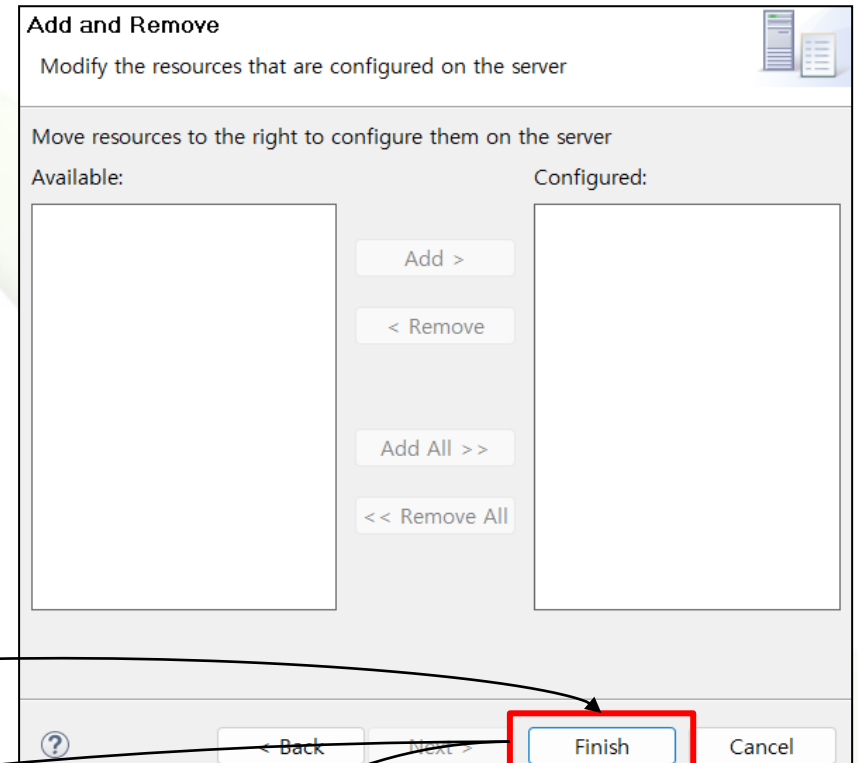 Add and Remove
Modify the resources that are configured on the server
Move resources to the right to configure them on the server
Available:
Configured:
Add >
< Remove
Add All >>
<< Remove All
? < Back Next > Finish Cancel